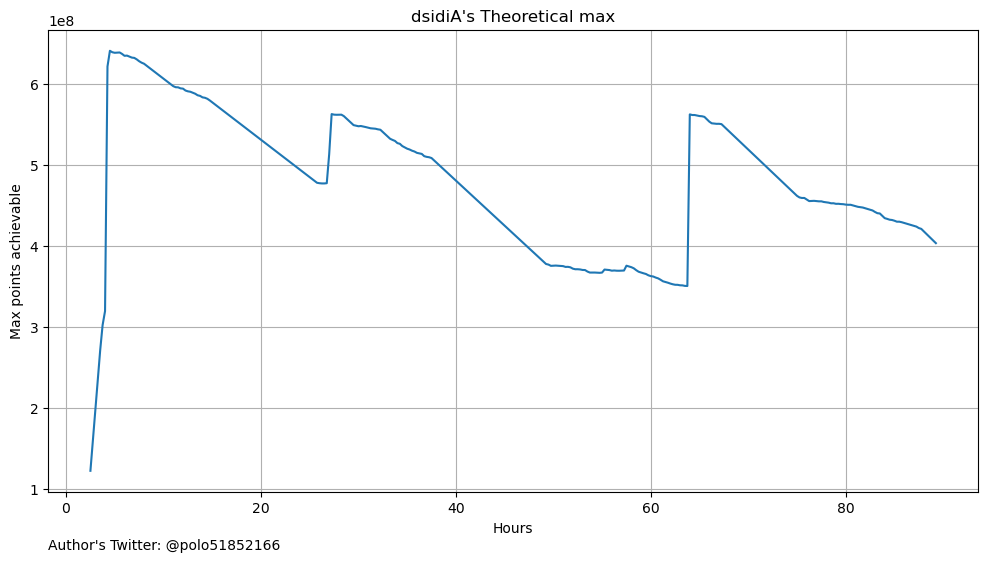 dsidiA's Theoretical max
1e8
6
5
4
3
2
1
Max points achievable
0 20 40 60 80
Hours
Author's Twitter: @polo51852166